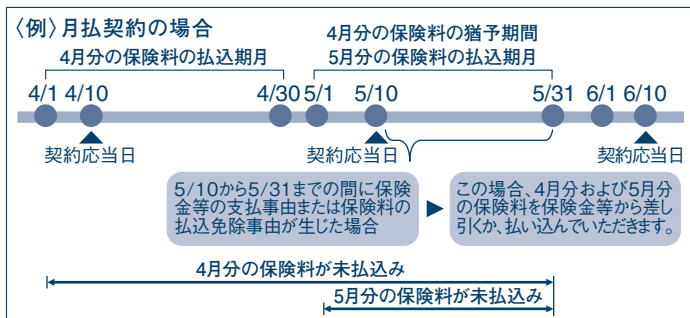 〈例〉月払契約の場合
4月分の保険料の払込期月
4月分の保険料の猶予期間
5月分の保険料の払込期月
4/1 4/10 4/30 5/1 5/10 5/31 6/1 6/10
契約応当日 契約応当日 契約応当日
5/10から5/31までの間に保険
金等の支払事由または保険料の
払込免除事由が生じた場合
この場合、4月分および5月分
の保険料を保険金等から差し
引くか、払い込んでいただきます。
4月分の保険料が未払込み
5月分の保険料が未払込み